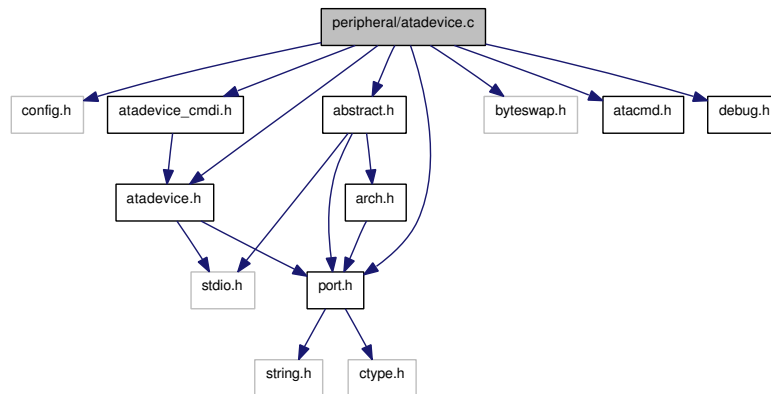 peripheral/atadevice.c
config.h
atadevice_cmdi.h
abstract.h
byteswap.h
atacmd.h
debug.h
atadevice.h
arch.h
stdio.h
port.h
string.h
ctype.h